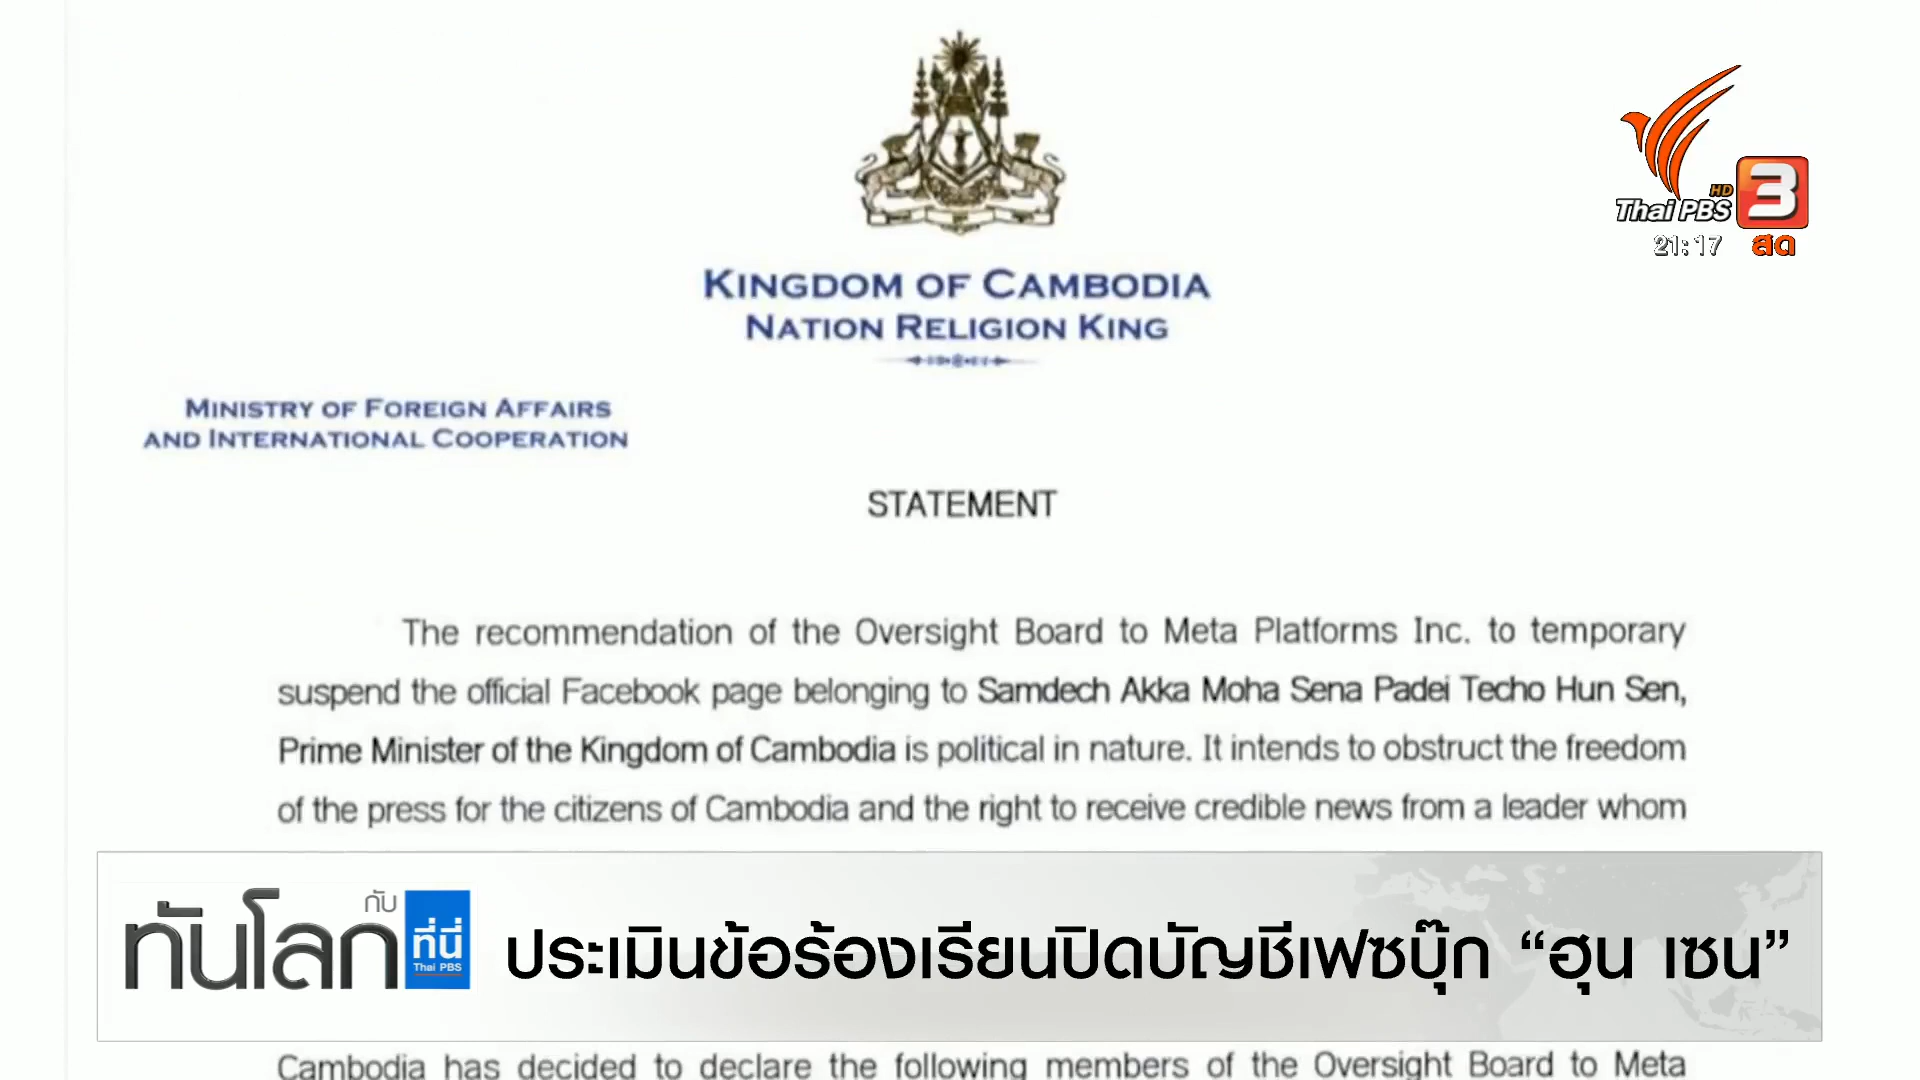 KINGDOM OF CAMBODIA
NATION RELIGION KING
HD
Thai PBS 3
21:17 สด
MINISTRY OF FOREIGN AFFAIRS
AND INTERNATIONAL COOPERATION
STATEMENT
The recommendation of the Oversight Board to Meta Platforms Inc. to temporary
suspend the official Facebook page belonging to Samdech Akka Moha Sena Padei Techo Hun Sen,
Prime Minister of the Kingdom of Cambodia is political in nature. It intends to obstruct the freedom
of the press for the citizens of Cambodia and the right to receive credible news from a leader whom
ทันโลก กับ ที่นี่ Thai PBS
ประเมินข้อร้องเรียนปิดบัญชีเฟซบุ๊ก “ฮุน เซน”
Cambodia has decided to declare the following members of the Oversight Board to Meta